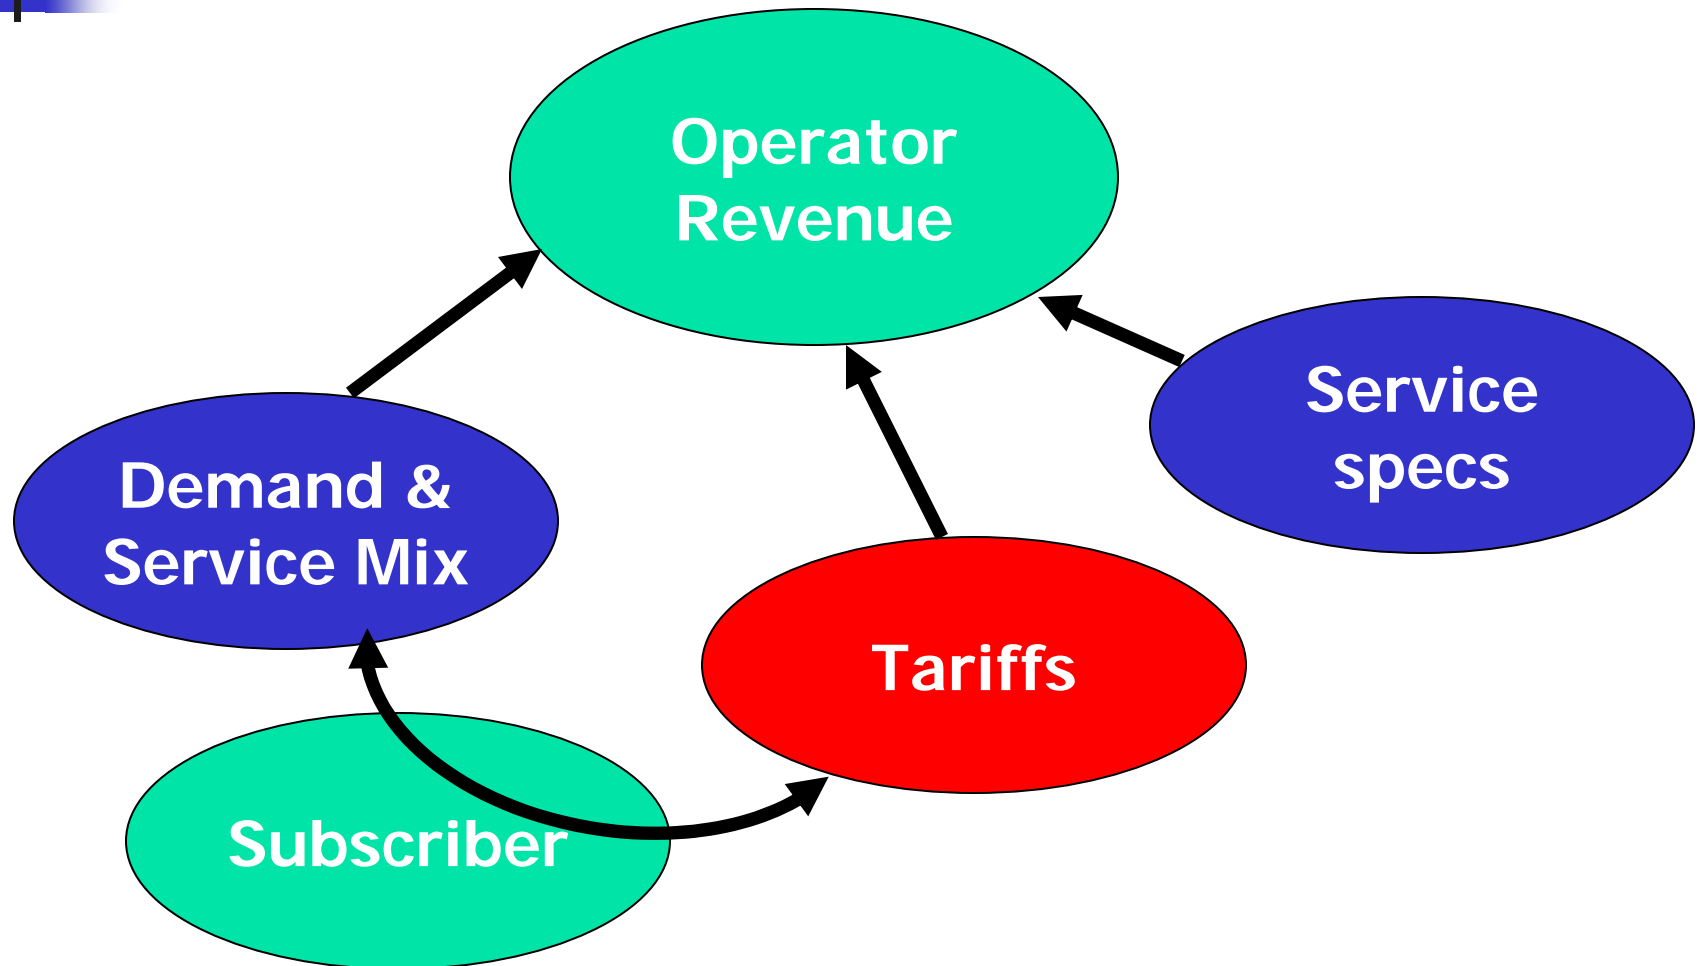 Operator
Revenue
Service
specs
Demand &
Service Mix
Tariffs
Subscriber